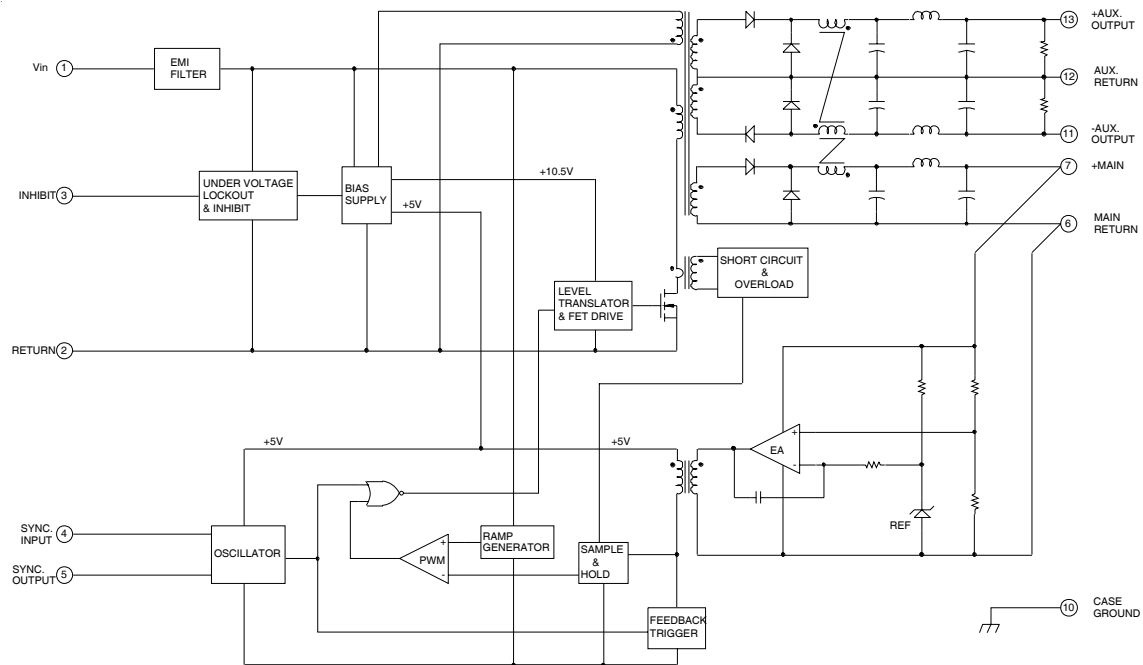 13 +AUX.
OUTPUT
EMI
FILTER
Vin 1
12 AUX.
RETURN
11 -AUX.
OUTPUT
7 +MAIN
+10.5V
UNDER VOLTAGE
LOCKOUT
& INHIBIT
BIAS
SUPPLY
INHIBIT 3
+5V
6 MAIN
RETURN
SHORT CIRCUIT
&
OVERLOAD
LEVEL
TRANSLATOR
& FET DRIVE
RETURN 2
+5V
+5V
+
EA
-
REF
SYNC.
INPUT 4
OSCILLATOR
+
PWM
-
RAMP
GENERATOR
SAMPLE
&
HOLD
SYNC.
OUTPUT 5
10 CASE
GROUND
FEEDBACK
TRIGGER